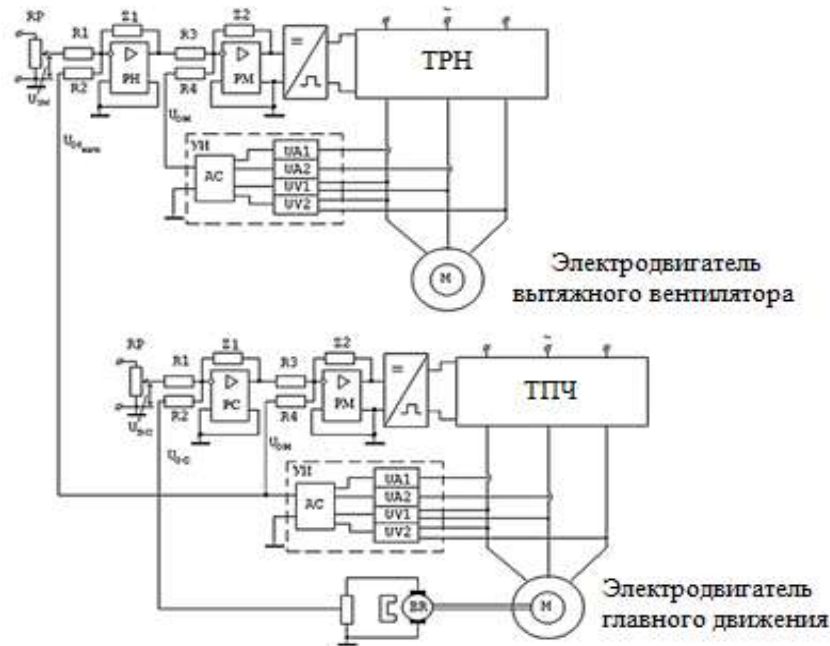 RP
R1
Z1
R3
Z2
R2
РН
R4
РМ
=
ТРН
~
U
U
U
УИ
АС
UA1
UA2
UV1
UV2
М
Электродвигатель
вытяжного вентилятора
RP
R1
Z1
R3
Z2
R2
РС
R4
РМ
=
ТПЧ
~
U
U
U
УИ
АС
UA1
UA2
UV1
UV2
BR
М
Электродвигатель
главного движения